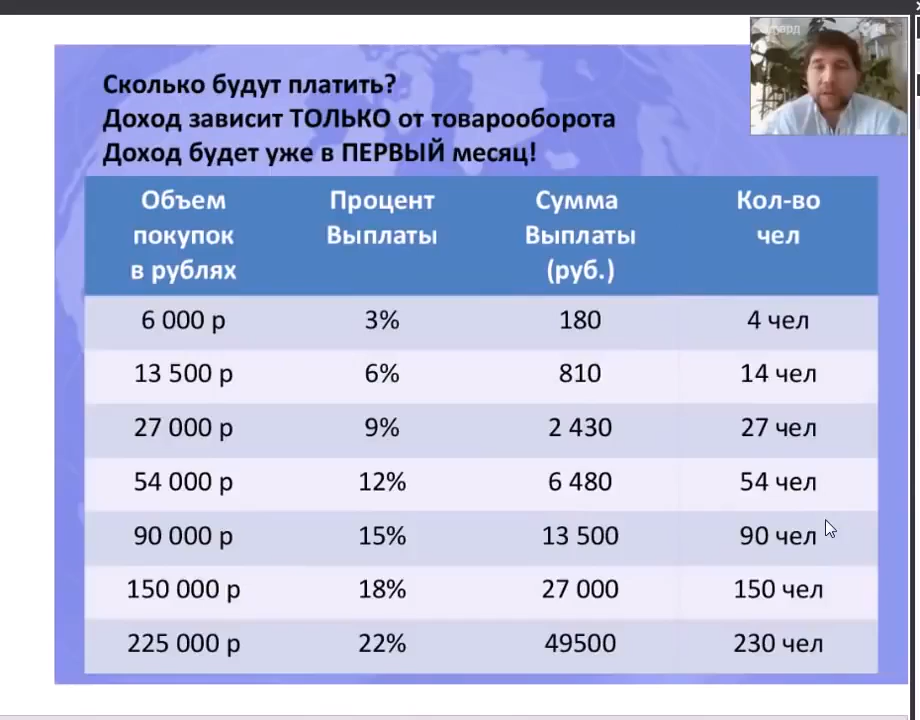 Сколько будут платить?
Доход зависит ТОЛЬКО от товарооборота
Доход будет уже в ПЕРВЫЙ месяц!
Объем покупок в рублях Процент Выплаты Сумма Выплаты (руб.) Кол-во чел
6 000 р 3% 180 4 чел
13 500 р 6% 810 14 чел
27 000 р 9% 2 430 27 чел
54 000 р 12% 6 480 54 чел
90 000 р 15% 13 500 90 чел
150 000 р 18% 27 000 150 чел
225 000 р 22% 49500 230 чел